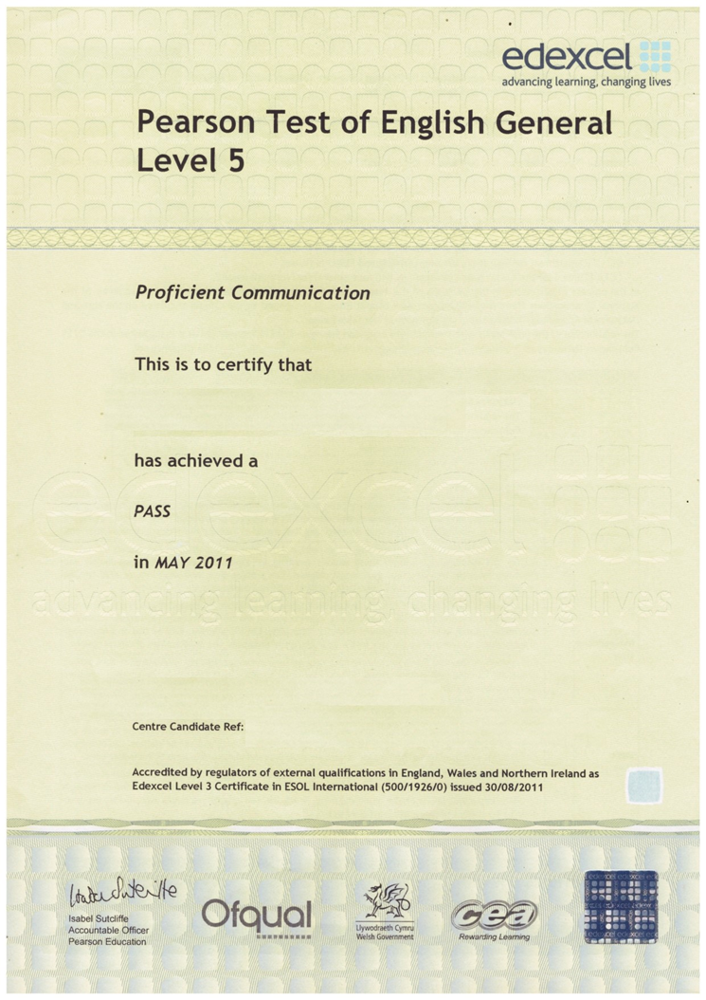 edexcel
advancing learning, changing lives
Pearson Test of English General
Level 5
Proficient Communication
This is to certify that
has achieved a
PASS
in MAY 2011
edexcel
advancing learning, changing lives
Centre Candidate Ref:
Accredited by regulators of external qualifications in England, Wales and Northern Ireland as
Edexcel Level 3 Certificate in ESOL International (500/1926/0) issued 30/08/2011
Isabel Sutcliffe
Accountable Officer
Pearson Education
Ofqual
Llywodraeth Cymru
Welsh Government
cea
Rewarding Learning